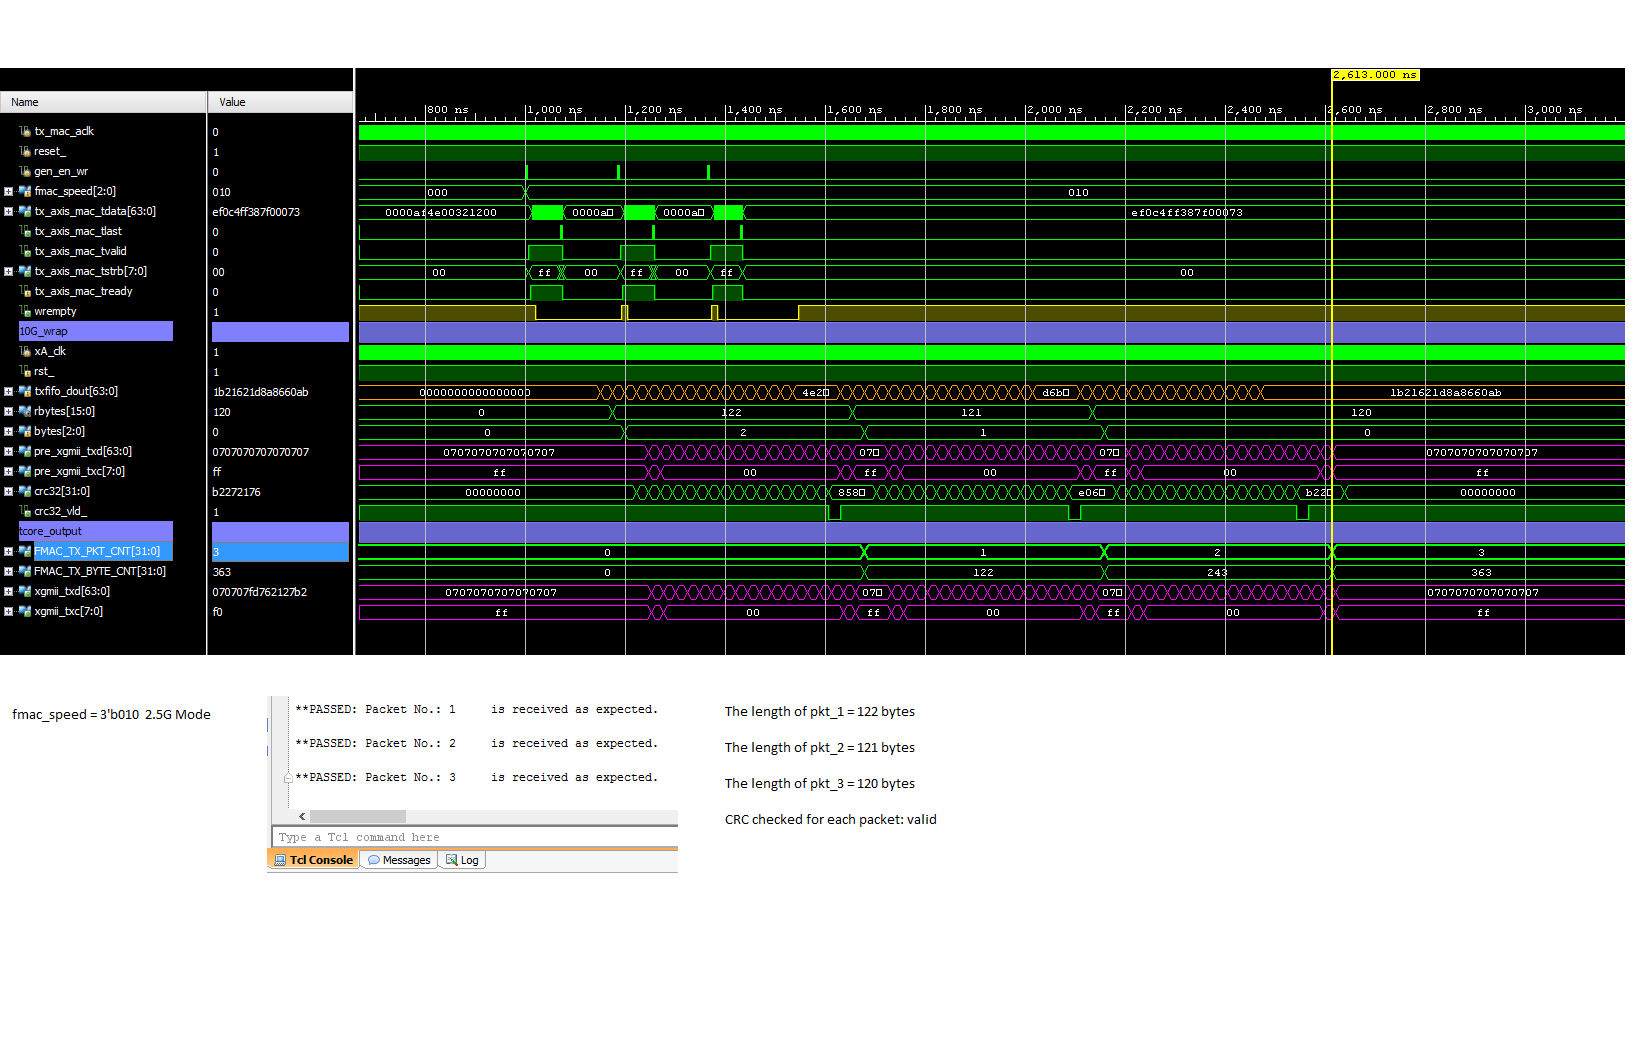 2,613.000 ns
Name Value
800 ns 1,000 ns 1,200 ns 1,400 ns 1,600 ns 1,800 ns 2,000 ns 2,200 ns 2,400 ns 2,600 ns 2,800 ns 3,000 ns
tx_mac_aclk 0
reset_ 1
gen_en_wr 0
fmac_speed[2:0] 010 000 010
tx_axis_mac_tdata[63:0] ef0c4ff387f00073 0000af4e00321200 0000a 0000a ef0c4ff387f00073
tx_axis_mac_tlast 0
tx_axis_mac_tvalid 0
tx_axis_mac_tstrb[7:0] 00 00 ff 00 ff 00 ff 00
tx_axis_mac_tready 0
wrempty 1
10G_wrap
xA_clk 1
rst_ 1
txfifo_dout[63:0] 1b21621d8a8660ab 0000000000000000 4e2 d6b 1b21621d8a8660ab
rbytes[15:0] 120 0 122 121 120
bytes[2:0] 0 0 2 1 0
pre_xgmii_txd[63:0] 0707070707070707 0707070707070707 070 070 0707070707070707
pre_xgmii_txc[7:0] ff ff 00 ff 00 ff 00 ff
crc32[31:0] b2272176 00000000 858 e06 b22 00000000
crc32_vld_ 1
tcore_output
FMAC_TX_PKT_CNT[31:0] 3 0 1 2 3
FMAC_TX_BYTE_CNT[31:0] 363 0 122 243 363
xgmii_txd[63:0] 070707fd762127b2 0707070707070707 070 070 0707070707070707
xgmii_txc[7:0] f0 ff 00 ff 00 ff 00 ff
fmac_speed = 3'b010 2.5G Mode
**PASSED: Packet No.: 1 is received as expected.
**PASSED: Packet No.: 2 is received as expected.
**PASSED: Packet No.: 3 is received as expected.
Type a Tcl command here
Tcl Console Messages Log
The length of pkt_1 = 122 bytes
The length of pkt_2 = 121 bytes
The length of pkt_3 = 120 bytes
CRC checked for each packet: valid